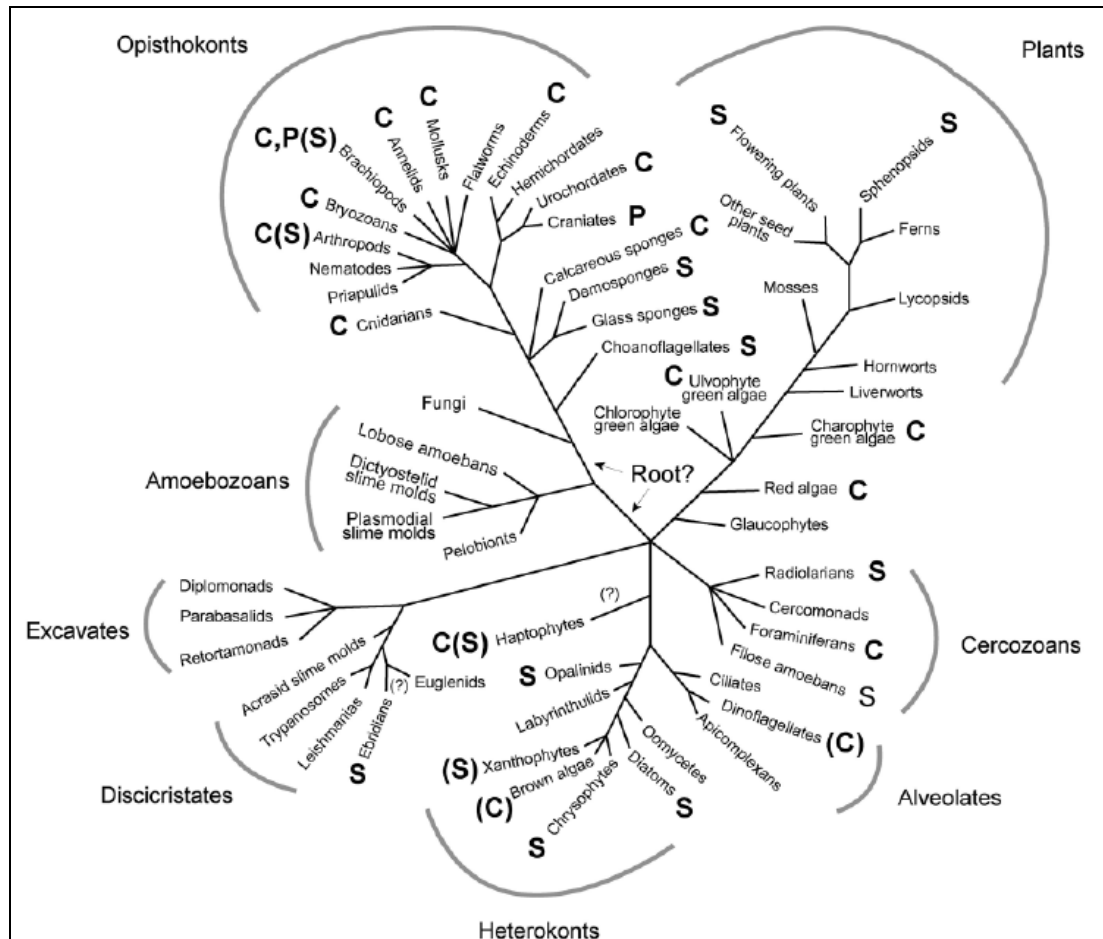 Opisthokonts
Plants
C
Echinoderms
C
Mollusks
C
Annelids
Flatworms
C,P(S)
Brachiopods
Hemichordates
Urochordates C
Craniates P
C Bryozoans
C(S) Arthropods
Nematodes
Priapulids
C Cnidarians
Calcareous sponges C
Demosponges S
Glass sponges S
Choanoflagellates S
Fungi
S
Flowering plants
S
Sphenopsids
Other seed
plants
Ferns
Mosses
Lycopsids
Hornworts
Liverworts
C Ulvophyte
green algae
Chlorophyte
green algae
Charophyte
green algae C
Red algae C
Glaucophytes
Root?
Amoebozoans
Lobose amoebans
Dictyostelid
slime molds
Plasmodial
slime molds
Pelobionts
Excavates
Diplomonads
Parabasalids
Retortamonads
Discicristates
Acrasid slime molds
Trypanosomes
Leishmanias
S Ebridians
(?)
Euglenids
(?)
C(S) Haptophytes
S Opalinids
Labyrinthulids
(S) Xanthophytes
(C) Brown algae
S Chrysophytes
Diatoms S
Oomycetes
Heterokonts
Radiolarians S
Cercomonads
Foraminiferans C
Filose amoebans S
Cercozoans
Ciliates
Dinoflagellates (C)
Apicomplexans
Alveolates